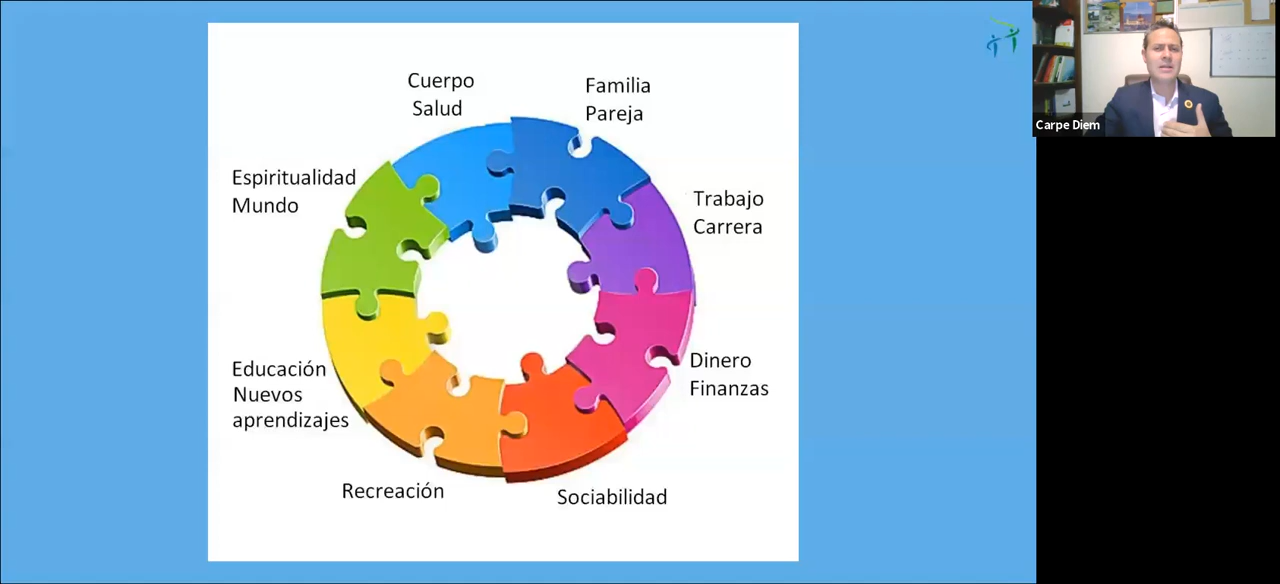 Cuerpo
Salud
Familia
Pareja
Espiritualidad
Mundo
Trabajo
Carrera
Educación
Nuevos
aprendizajes
Dinero
Finanzas
Recreación
Sociabilidad
Carpe Diem